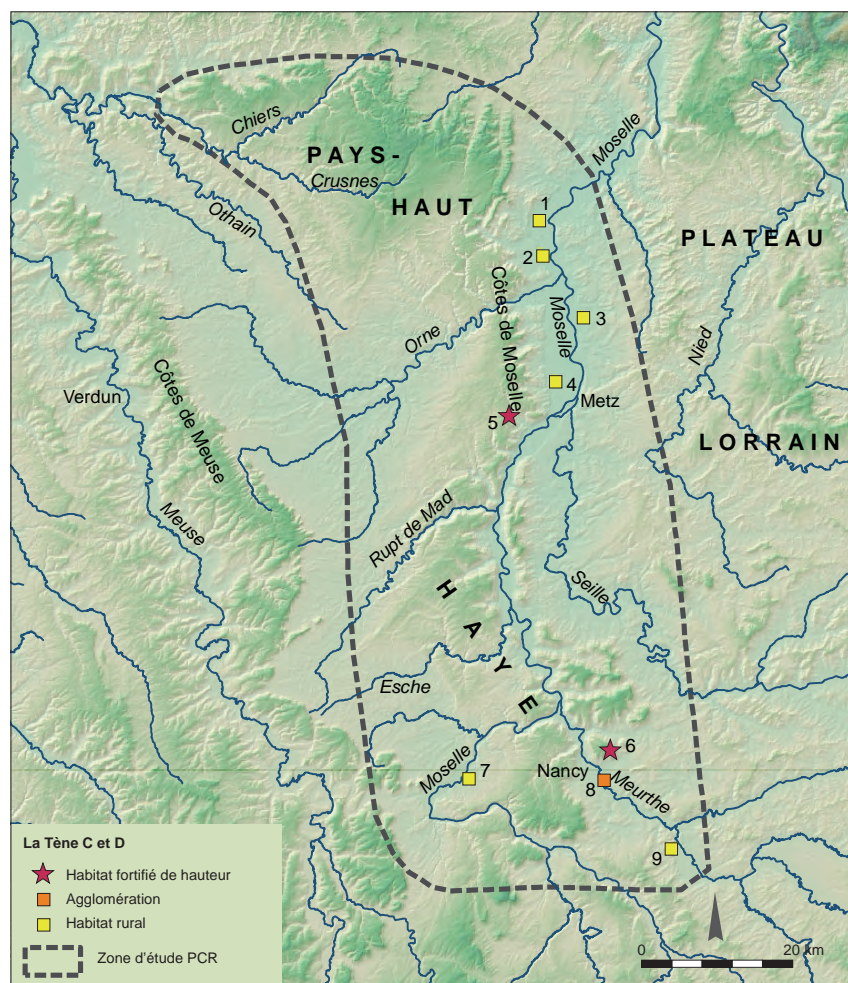 Chiers
Moselle
PAYS-
Crusnes
HAUT
Othain
1
PLATEAU
2
Côtes de Moselle
Moselle
3
Orne
Nied
Côtes de Meuse
Verdun
4
Metz
5
LORRAIN
Meuse
Rupt de Mad
Seille
HAYE
Esche
6
Moselle
7
Nancy
Meurthe
8
9
La Tène C et D
Habitat fortifié de hauteur
Agglomération
Habitat rural
Zone d'étude PCR
0 20 km